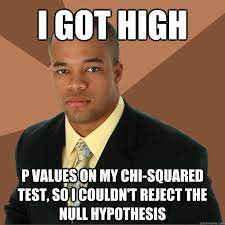 I GOT HIGH
P VALUES ON MY CHI-SQUARED
TEST, SO I COULDN'T REJECT THE
NULL HYPOTHESIS